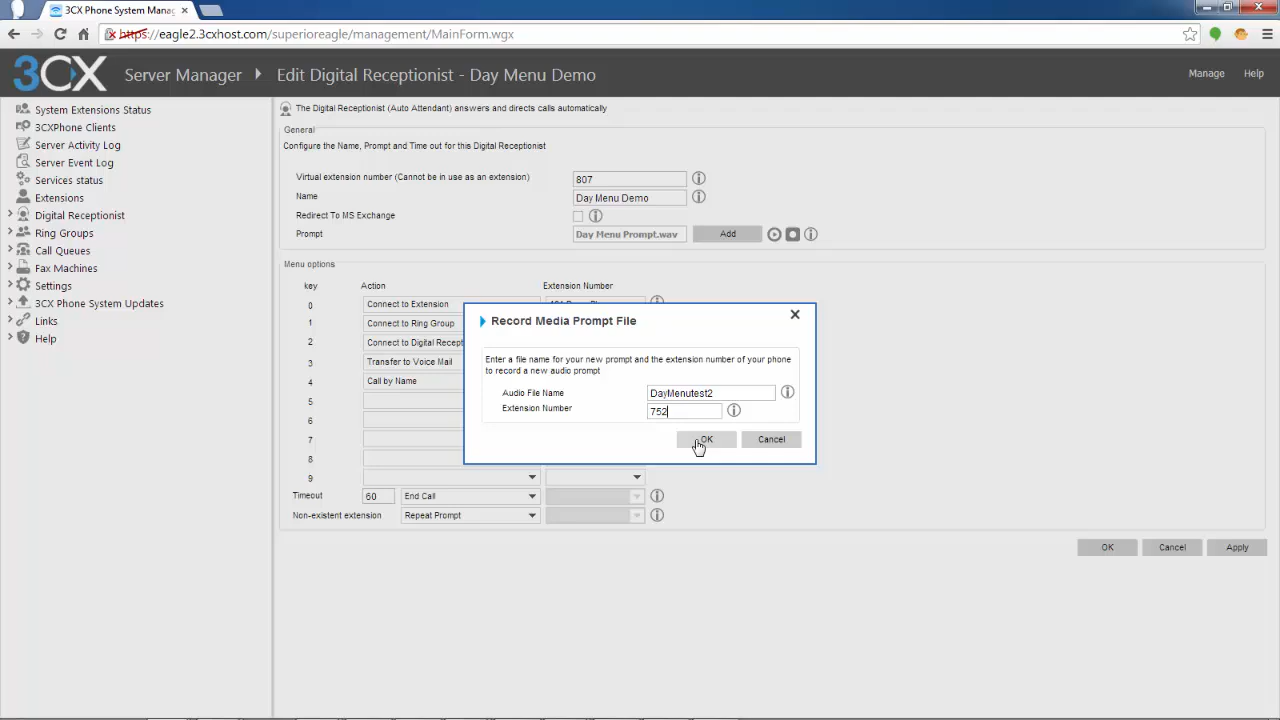 3CX Phone System Manag
https://eagle2.3cxhost.com/superioreagle/management/MainForm.wgx
3CX Server Manager Edit Digital Receptionist - Day Menu Demo Manage Help
System Extensions Status
3CXPhone Clients
Server Activity Log
Server Event Log
Services status
Extensions
Digital Receptionist
Ring Groups
Call Queues
Fax Machines
Settings
3CX Phone System Updates
Links
Help
The Digital Receptionist (Auto Attendant) answers and directs calls automatically
General
Configure the Name, Prompt and Time out for this Digital Receptionist
Virtual extension number (Cannot be in use as an extension) 807
Name Day Menu Demo
Redirect To MS Exchange
Prompt Day Menu Prompt.wav Add
Menu options
key Action Extension Number
0 Connect to Extension
1 Connect to Ring Group
2 Connect to Digital Recept
3 Transfer to Voice Mail
4 Call by Name
5
6
7
8
9
Timeout 60 End Call
Non-existent extension Repeat Prompt
OK Cancel Apply
Record Media Prompt File
Enter a file name for your new prompt and the extension number of your phone
to record a new audio prompt
Audio File Name DayMenutest2
Extension Number 752
OK Cancel